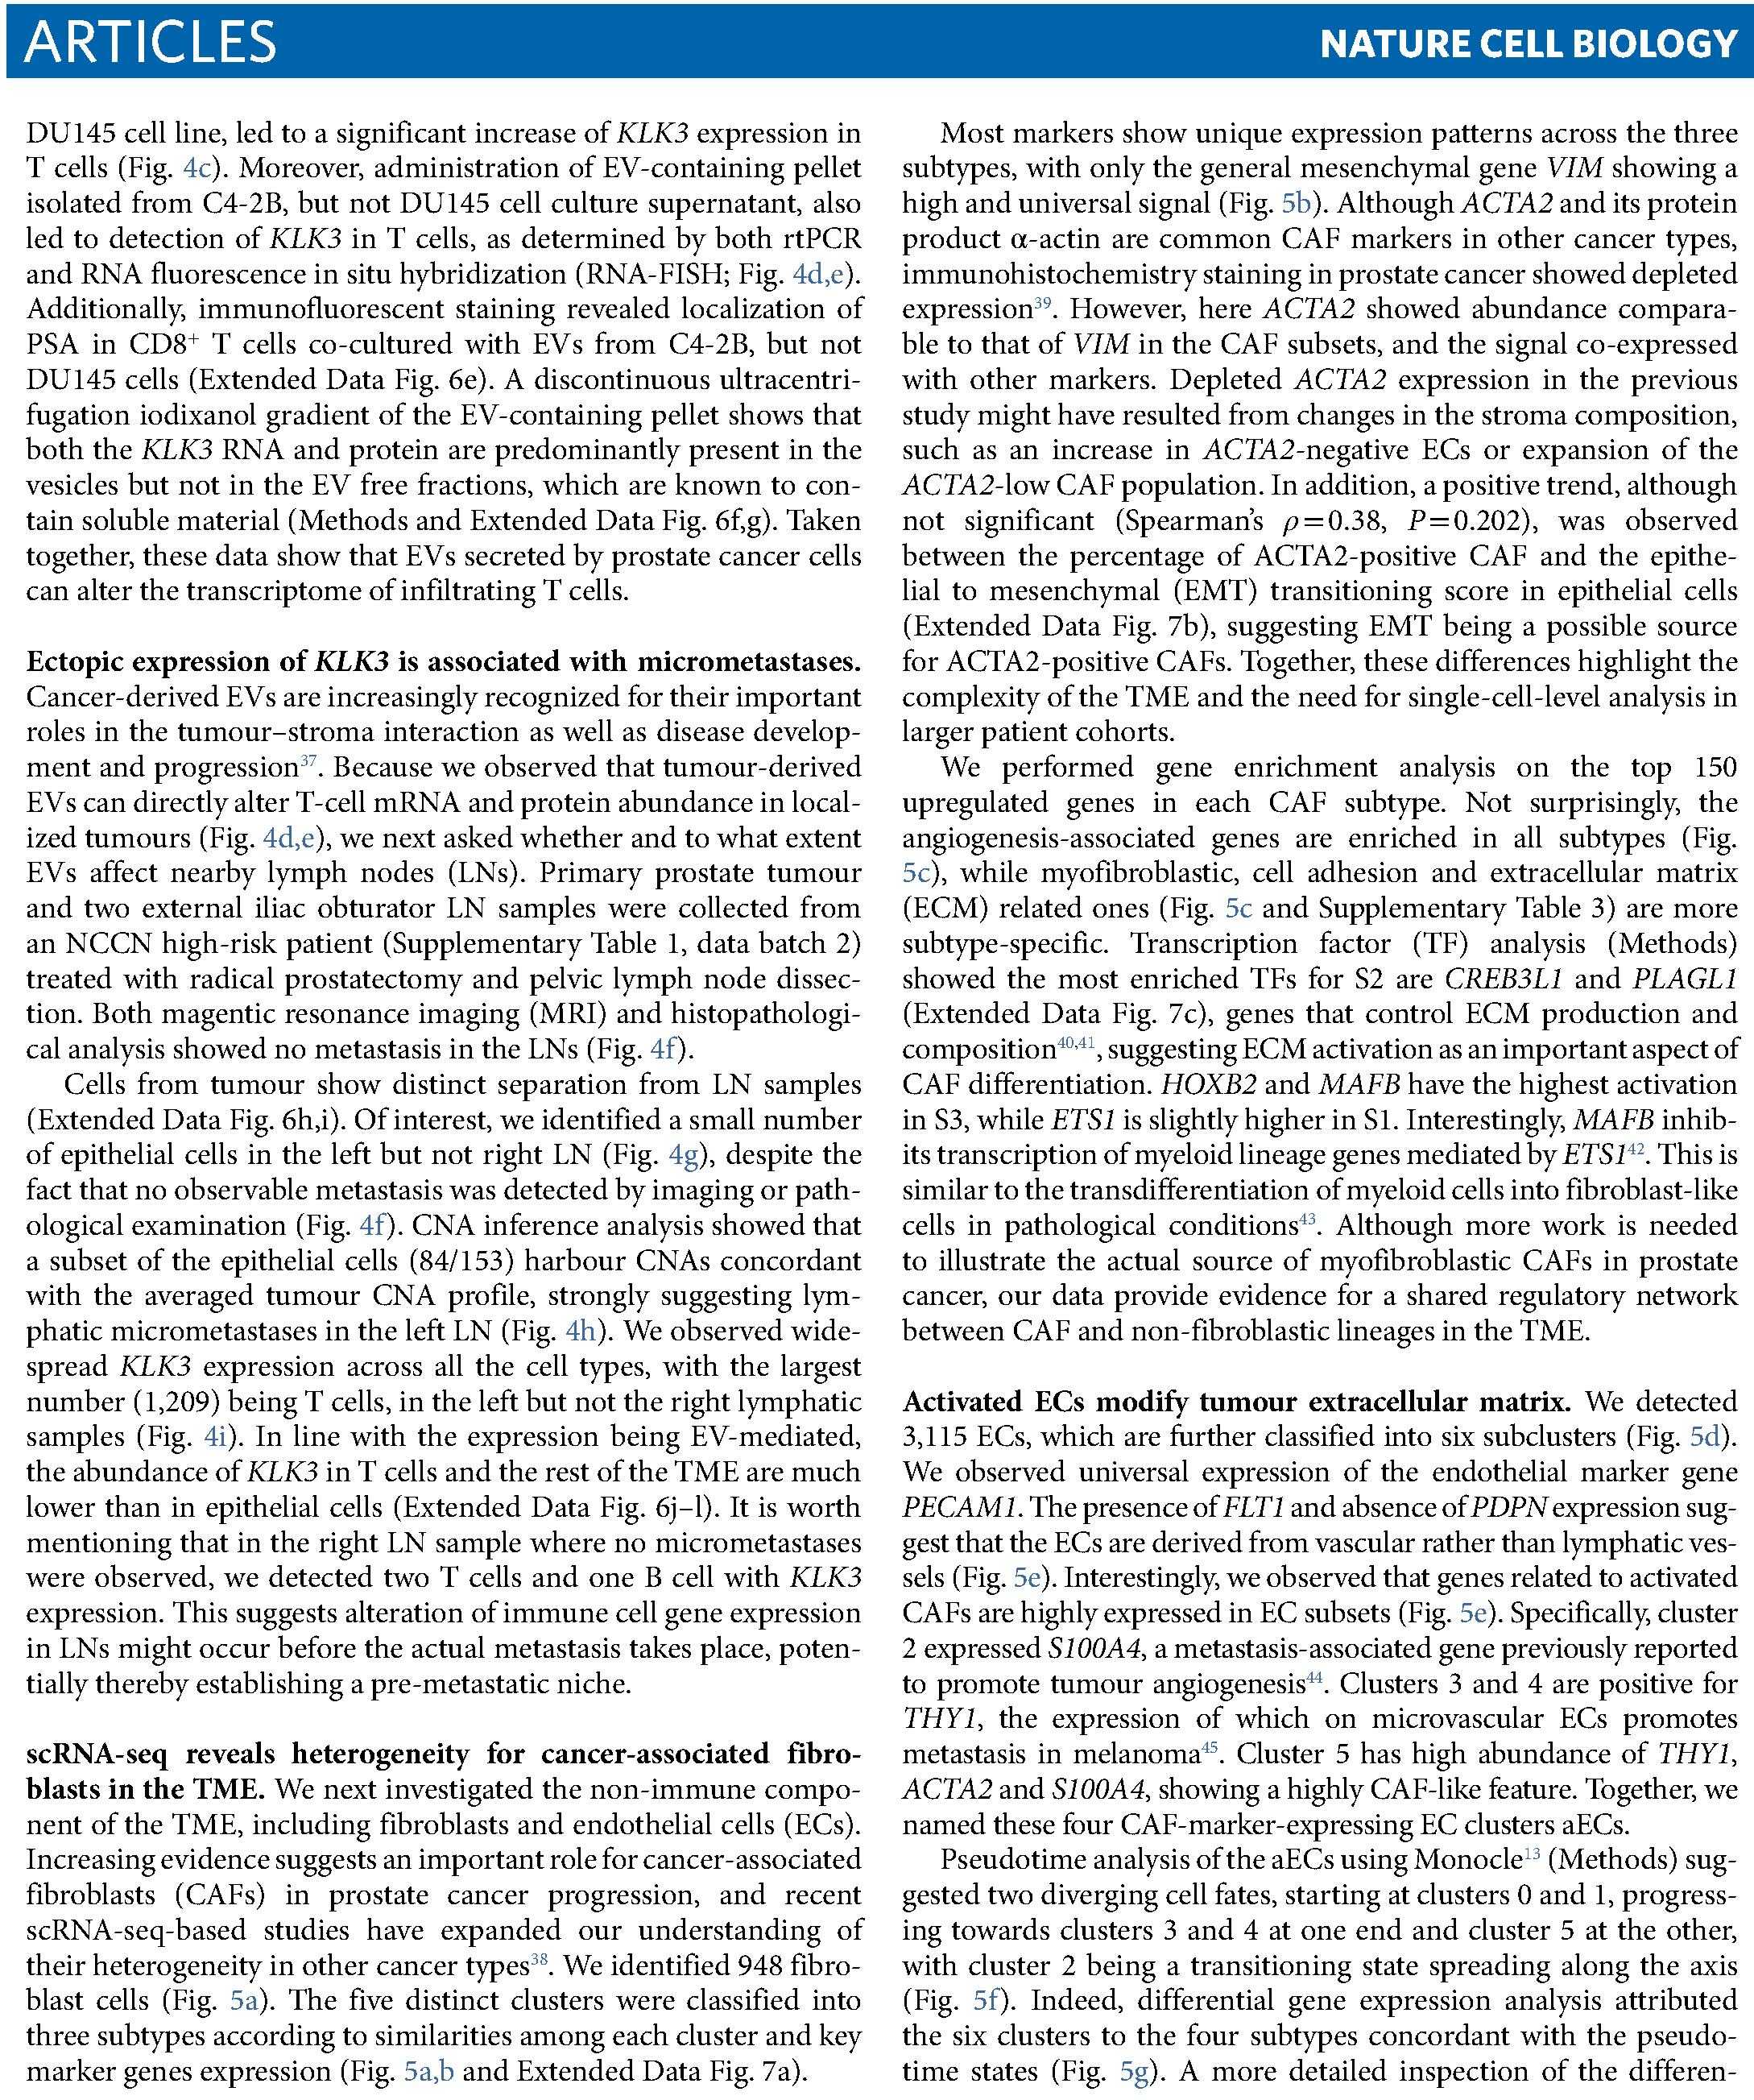 ARTICLES
NATURE CELL BIOLOGY
DU145 cell line, led to a significant increase of KLK3 expression in
T cells (Fig. 4c). Moreover, administration of EV-containing pellet
isolated from C4-2B, but not DU145 cell culture supernatant, also
led to detection of KLK3 in T cells, as determined by both rtPCR
and RNA fluorescence in situ hybridization (RNA-FISH; Fig. 4d,e).
Additionally, immunofluorescent staining revealed localization of
PSA in CD8⁺ T cells co-cultured with EVs from C4-2B, but not
DU145 cells (Extended Data Fig. 6e). A discontinuous ultracentri-
fugation iodixanol gradient of the EV-containing pellet shows that
both the KLK3 RNA and protein are predominantly present in the
vesicles but not in the EV free fractions, which are known to con-
tain soluble material (Methods and Extended Data Fig. 6f,g). Taken
together, these data show that EVs secreted by prostate cancer cells
can alter the transcriptome of infiltrating T cells.
Ectopic expression of KLK3 is associated with micrometastases.
Cancer-derived EVs are increasingly recognized for their important
roles in the tumour–stroma interaction as well as disease develop-
ment and progression³⁷. Because we observed that tumour-derived
EVs can directly alter T-cell mRNA and protein abundance in local-
ized tumours (Fig. 4d,e), we next asked whether and to what extent
EVs affect nearby lymph nodes (LNs). Primary prostate tumour
and two external iliac obturator LN samples were collected from
an NCCN high-risk patient (Supplementary Table 1, data batch 2)
treated with radical prostatectomy and pelvic lymph node dissec-
tion. Both magentic resonance imaging (MRI) and histopathologi-
cal analysis showed no metastasis in the LNs (Fig. 4f).
Cells from tumour show distinct separation from LN samples
(Extended Data Fig. 6h,i). Of interest, we identified a small number
of epithelial cells in the left but not right LN (Fig. 4g), despite the
fact that no observable metastasis was detected by imaging or path-
ological examination (Fig. 4f). CNA inference analysis showed that
a subset of the epithelial cells (84/153) harbour CNAs concordant
with the averaged tumour CNA profile, strongly suggesting lym-
phatic micrometastases in the left LN (Fig. 4h). We observed wide-
spread KLK3 expression across all the cell types, with the largest
number (1,209) being T cells, in the left but not the right lymphatic
samples (Fig. 4i). In line with the expression being EV-mediated,
the abundance of KLK3 in T cells and the rest of the TME are much
lower than in epithelial cells (Extended Data Fig. 6j–l). It is worth
mentioning that in the right LN sample where no micrometastases
were observed, we detected two T cells and one B cell with KLK3
expression. This suggests alteration of immune cell gene expression
in LNs might occur before the actual metastasis takes place, poten-
tially thereby establishing a pre-metastatic niche.
scRNA-seq reveals heterogeneity for cancer-associated fibro-
blasts in the TME. We next investigated the non-immune compo-
nent of the TME, including fibroblasts and endothelial cells (ECs).
Increasing evidence suggests an important role for cancer-associated
fibroblasts (CAFs) in prostate cancer progression, and recent
scRNA-seq-based studies have expanded our understanding of
their heterogeneity in other cancer types³⁸. We identified 948 fibro-
blast cells (Fig. 5a). The five distinct clusters were classified into
three subtypes according to similarities among each cluster and key
marker genes expression (Fig. 5a,b and Extended Data Fig. 7a).
Most markers show unique expression patterns across the three
subtypes, with only the general mesenchymal gene VIM showing a
high and universal signal (Fig. 5b). Although ACTA2 and its protein
product α-actin are common CAF markers in other cancer types,
immunohistochemistry staining in prostate cancer showed depleted
expression³⁹. However, here ACTA2 showed abundance compara-
ble to that of VIM in the CAF subsets, and the signal co-expressed
with other markers. Depleted ACTA2 expression in the previous
study might have resulted from changes in the stroma composition,
such as an increase in ACTA2-negative ECs or expansion of the
ACTA2-low CAF population. In addition, a positive trend, although
not significant (Spearman’s ρ = 0.38, P = 0.202), was observed
between the percentage of ACTA2-positive CAF and the epithe-
lial to mesenchymal (EMT) transitioning score in epithelial cells
(Extended Data Fig. 7b), suggesting EMT being a possible source
for ACTA2-positive CAFs. Together, these differences highlight the
complexity of the TME and the need for single-cell-level analysis in
larger patient cohorts.
We performed gene enrichment analysis on the top 150
upregulated genes in each CAF subtype. Not surprisingly, the
angiogenesis-associated genes are enriched in all subtypes (Fig.
5c), while myofibroblastic, cell adhesion and extracellular matrix
(ECM) related ones (Fig. 5c and Supplementary Table 3) are more
subtype-specific. Transcription factor (TF) analysis (Methods)
showed the most enriched TFs for S2 are CREB3L1 and PLAGL1
(Extended Data Fig. 7c), genes that control ECM production and
composition⁴⁰,⁴¹, suggesting ECM activation as an important aspect of
CAF differentiation. HOXB2 and MAFB have the highest activation
in S3, while ETS1 is slightly higher in S1. Interestingly, MAFB inhib-
its transcription of myeloid lineage genes mediated by ETS1⁴². This is
similar to the transdifferentiation of myeloid cells into fibroblast-like
cells in pathological conditions⁴³. Although more work is needed
to illustrate the actual source of myofibroblastic CAFs in prostate
cancer, our data provide evidence for a shared regulatory network
between CAF and non-fibroblastic lineages in the TME.
Activated ECs modify tumour extracellular matrix. We detected
3,115 ECs, which are further classified into six subclusters (Fig. 5d).
We observed universal expression of the endothelial marker gene
PECAM1. The presence of FLT1 and absence of PDPN expression sug-
gest that the ECs are derived from vascular rather than lymphatic ves-
sels (Fig. 5e). Interestingly, we observed that genes related to activated
CAFs are highly expressed in EC subsets (Fig. 5e). Specifically, cluster
2 expressed S100A4, a metastasis-associated gene previously reported
to promote tumour angiogenesis⁴⁴. Clusters 3 and 4 are positive for
THY1, the expression of which on microvascular ECs promotes
metastasis in melanoma⁴⁵. Cluster 5 has high abundance of THY1,
ACTA2 and S100A4, showing a highly CAF-like feature. Together, we
named these four CAF-marker-expressing EC clusters aECs.
Pseudotime analysis of the aECs using Monocle¹³ (Methods) sug-
gested two diverging cell fates, starting at clusters 0 and 1, progress-
ing towards clusters 3 and 4 at one end and cluster 5 at the other,
with cluster 2 being a transitioning state spreading along the axis
(Fig. 5f). Indeed, differential gene expression analysis attributed
the six clusters to the four subtypes concordant with the pseudo-
time states (Fig. 5g). A more detailed inspection of the differen-